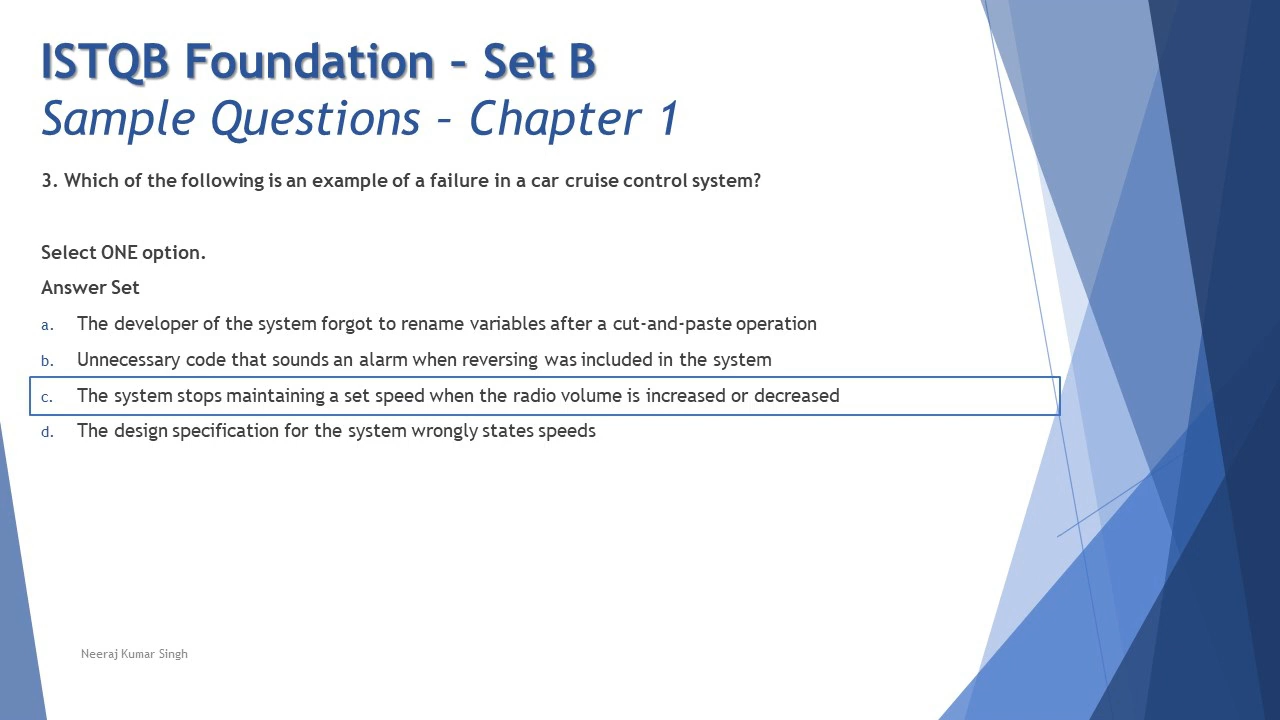 ISTQB Foundation – Set B
Sample Questions – Chapter 1
3. Which of the following is an example of a failure in a car cruise control system?
Select ONE option.
Answer Set
a. The developer of the system forgot to rename variables after a cut-and-paste operation
b. Unnecessary code that sounds an alarm when reversing was included in the system
c. The system stops maintaining a set speed when the radio volume is increased or decreased
d. The design specification for the system wrongly states speeds
Neeraj Kumar Singh